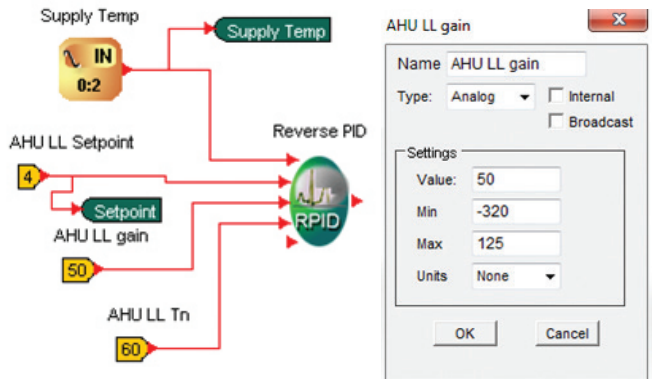 Supply Temp
IN
0:2
Supply Temp
AHU LL Setpoint
4
Setpoint
Reverse PID
RPID
AHU LL gain
50
AHU LL Tn
60
AHU LL gain
x
Name AHU LL gain
Type: Analog Internal
Broadcast
Settings
Value: 50
Min -320
Max 125
Units None
OK Cancel